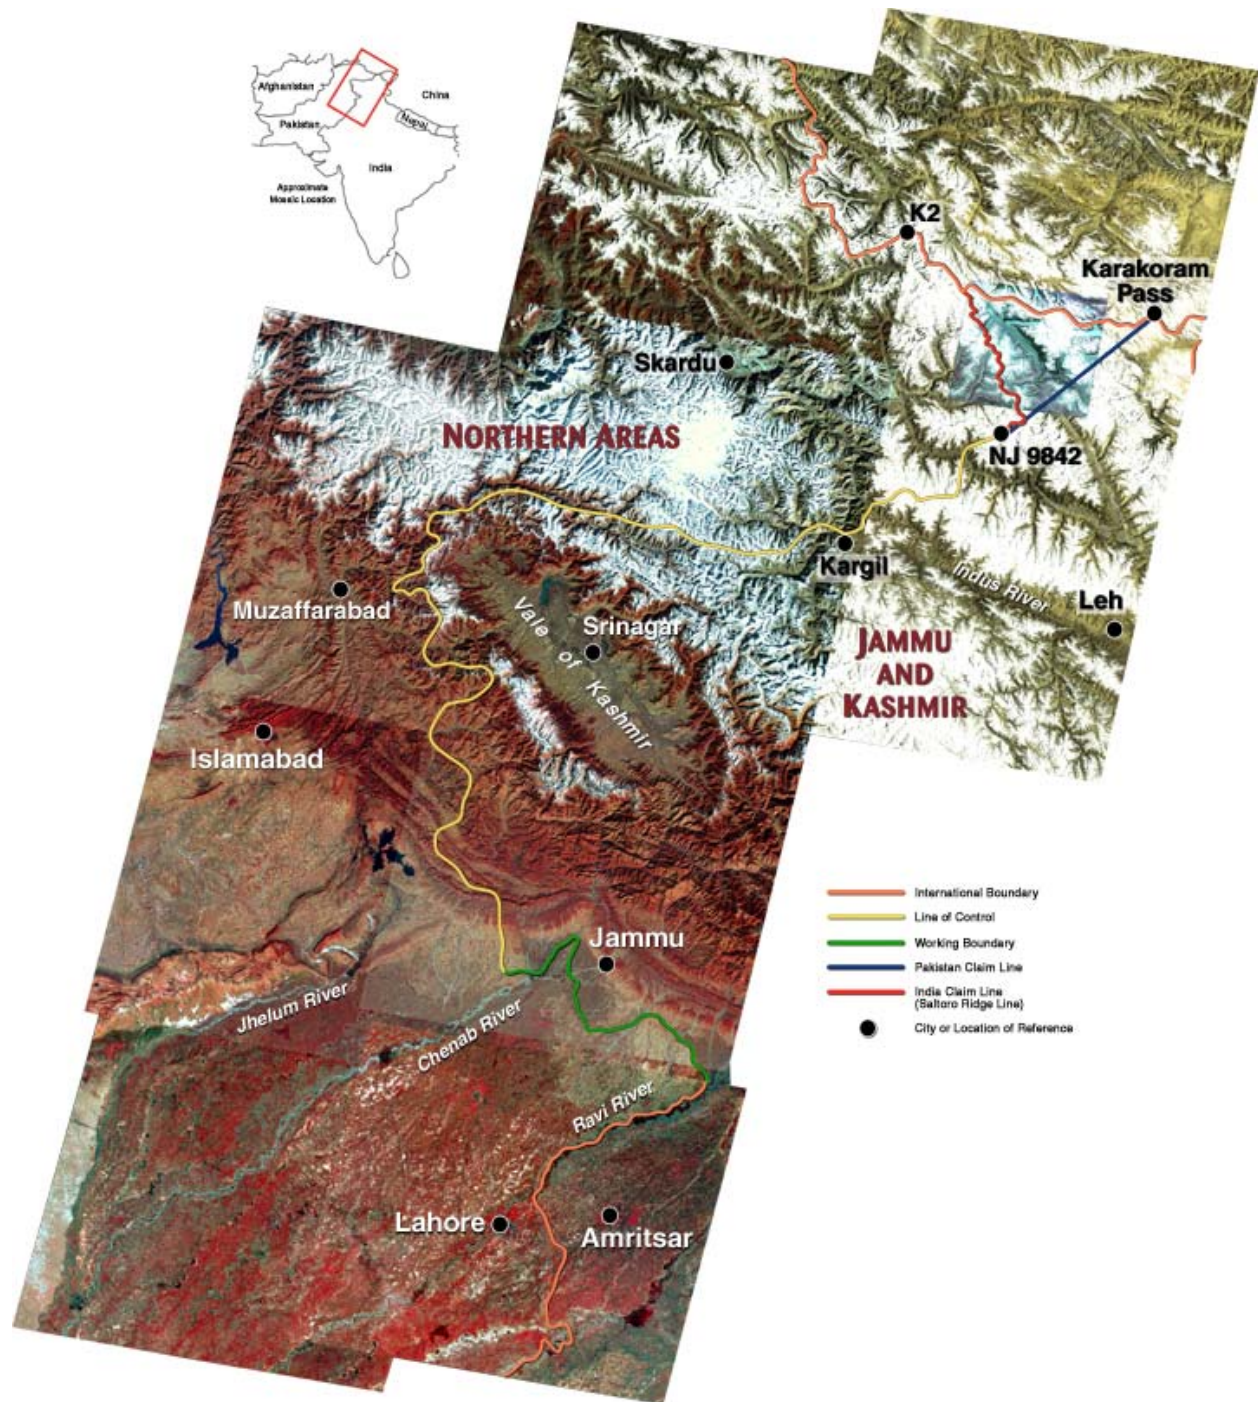 Afghanistan
China
Pakistan
Nepal
India
Approximate
Mosaic Location
K2
Karakoram
Pass
Skardu
NORTHERN AREAS
NJ 9842
Kargil
Indus River
Leh
Muzaffarabad
Vale of Kashmir
Srinagar
JAMMU
AND
KASHMIR
Islamabad
Jammu
Jhelum River
Chenab River
Ravi River
Lahore
Amritsar
International Boundary
Line of Control
Working Boundary
Pakistan Claim Line
India Claim Line
(Saltoro Ridge Line)
City or Location of Reference